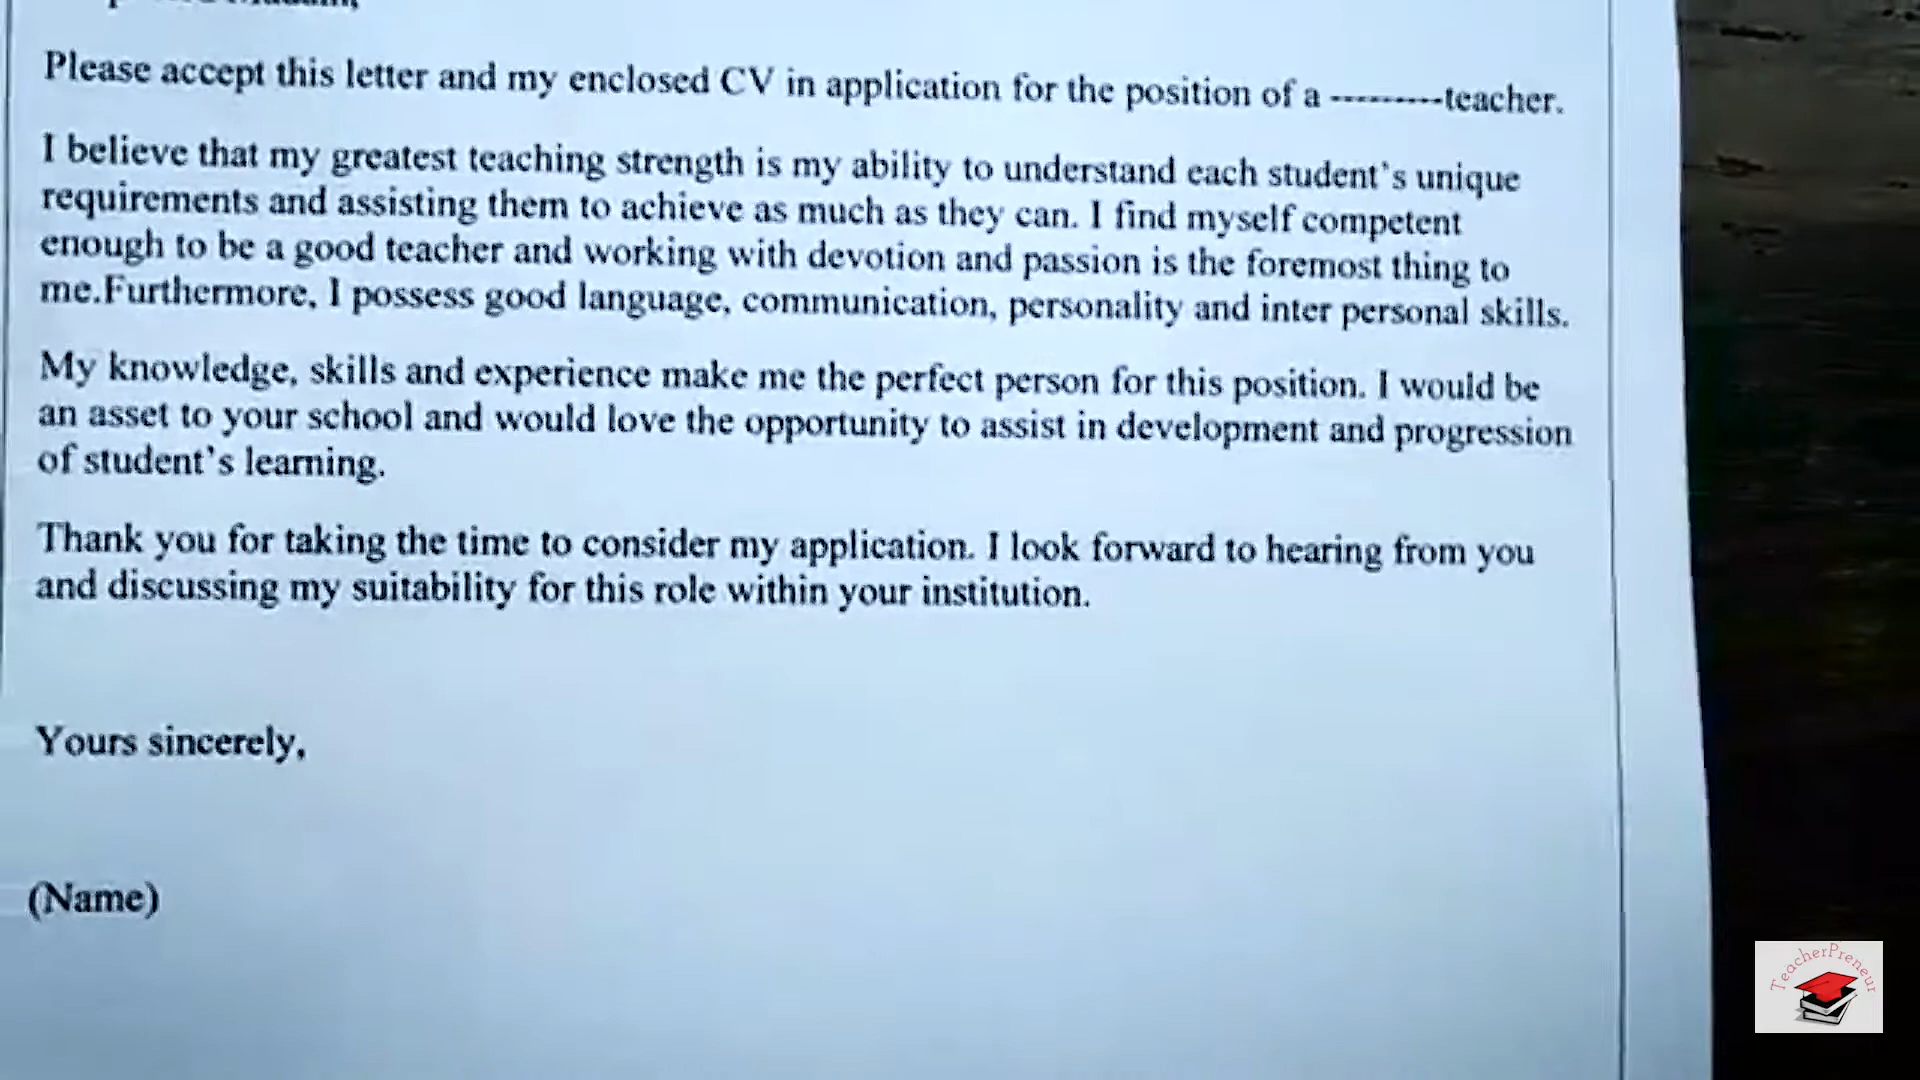 Please accept this letter and my enclosed CV in application for the position of a ---------teacher.
I believe that my greatest teaching strength is my ability to understand each student's unique
requirements and assisting them to achieve as much as they can. I find myself competent
enough to be a good teacher and working with devotion and passion is the foremost thing to
me.Furthermore, I possess good language, communication, personality and inter personal skills.
My knowledge, skills and experience make me the perfect person for this position. I would be
an asset to your school and would love the opportunity to assist in development and progression
of student's learning.
Thank you for taking the time to consider my application. I look forward to hearing from you
and discussing my suitability for this role within your institution.
Yours sincerely,
(Name)
TeacherPreneur